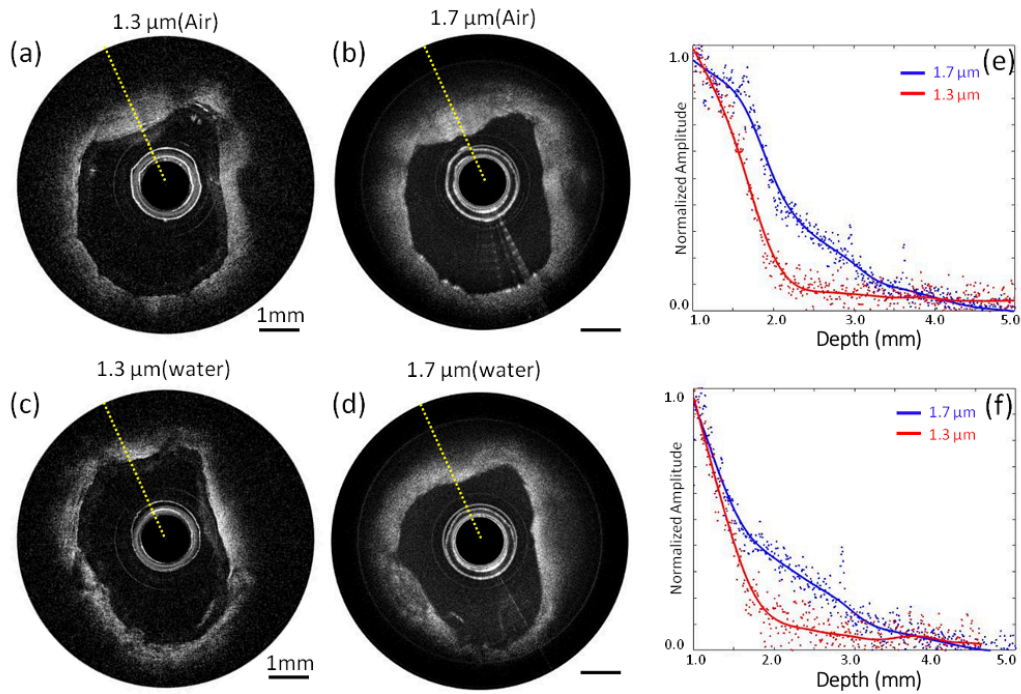 1.3 µm(Air)
(a)
1mm
1.7 µm(Air)
(b)
(e)
1.7 µm
1.3 µm
Normalized Amplitude
1.0
0.0
1.0 2.0 3.0 4.0 5.0
Depth (mm)
1.3 µm(water)
(c)
1mm
1.7 µm(water)
(d)
(f)
1.7 µm
1.3 µm
Normalized Amplitude
1.0
0.0
1.0 2.0 3.0 4.0 5.0
Depth (mm)